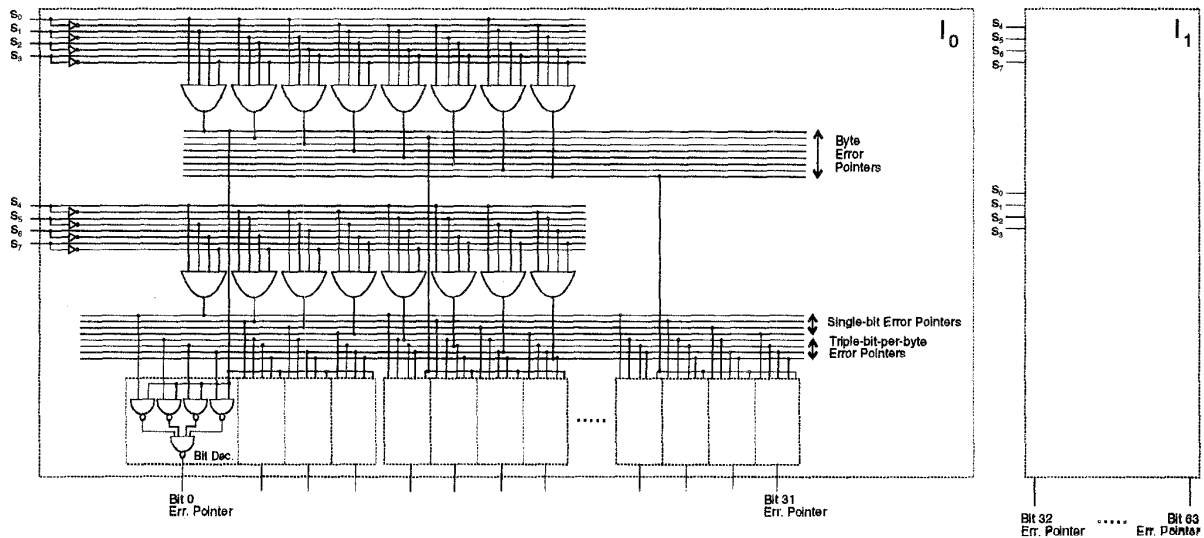 S0
S1
S2
S3
I0
Byte
Error
Pointers
S4
S5
S6
S7
Single-bit Error Pointers
Triple-bit-per-byte
Error Pointers
Bit Dec.
.....
Bit 0
Err. Pointer
Bit 31
Err. Pointer
S4
S5
S6
S7
I1
S0
S1
S2
S3
Bit 32
Err. Pointer
.....
Bit 63
Err. Pointer